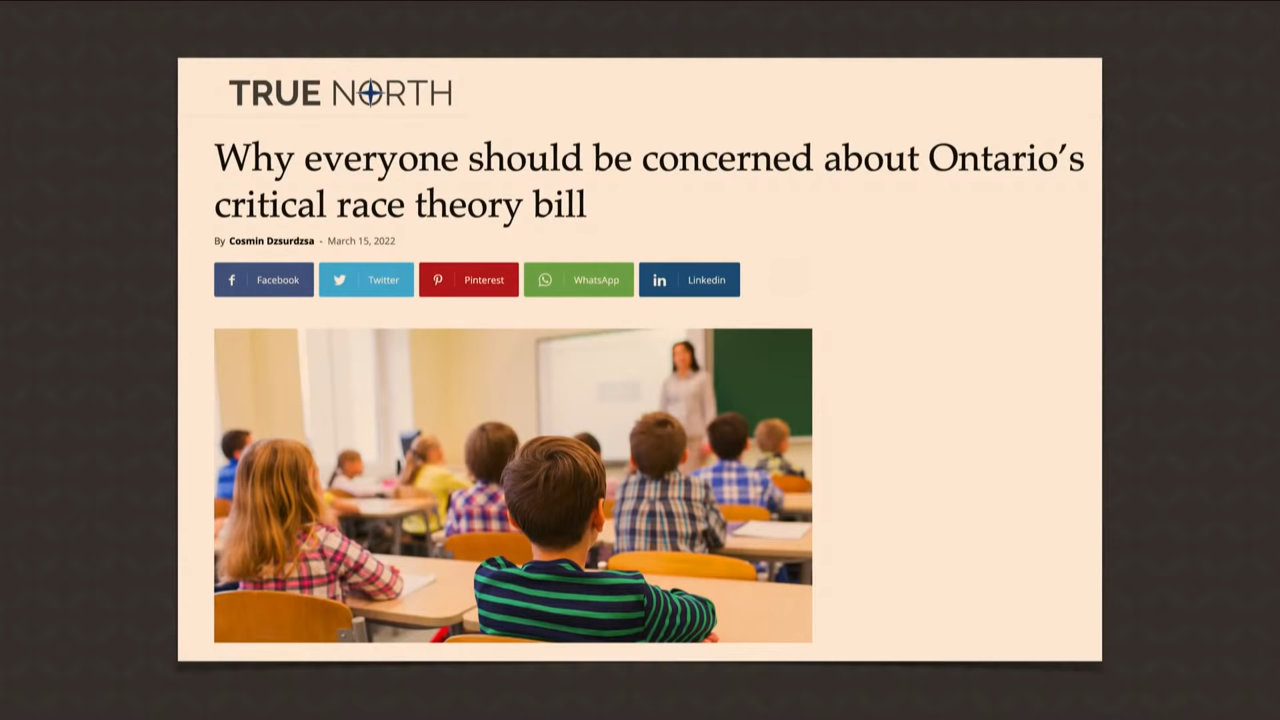 TRUE NORTH
Why everyone should be concerned about Ontario’s
critical race theory bill
By Cosmin Dzsurdzsa - March 15, 2022
Facebook Twitter Pinterest WhatsApp Linkedin